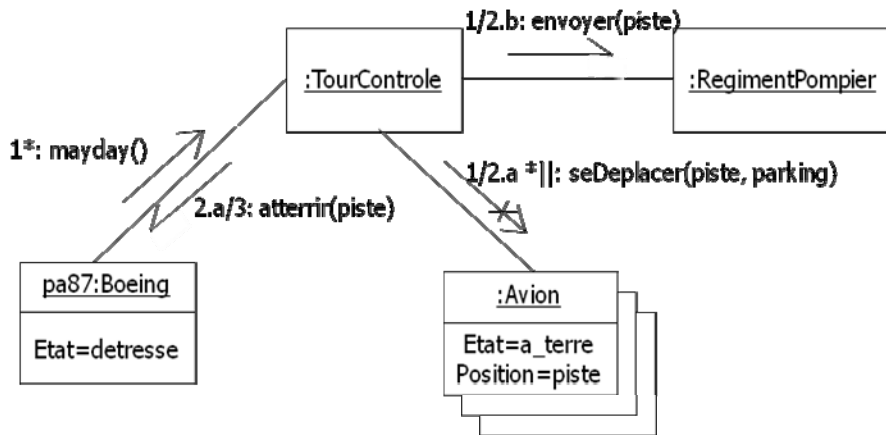 1/2.b: envoyer(piste)
:TourControle
:RegimentPompier
1*: mayday()
1/2.a *||: seDeplacer(piste, parking)
2.a/3: atterrir(piste)
pa87:Boeing
Etat=detresse
:Avion
Etat=a_terre
Position=piste